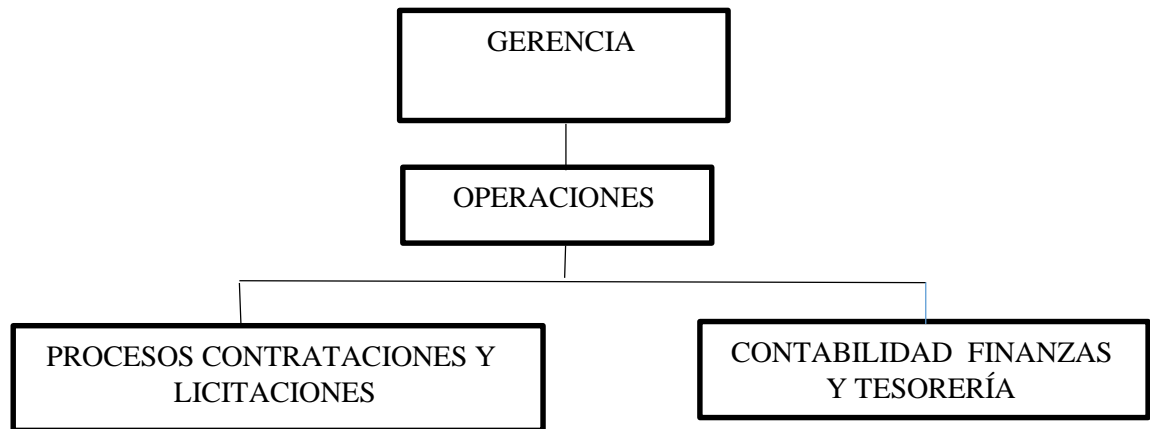 GERENCIA
OPERACIONES
PROCESOS CONTRATACIONES Y
LICITACIONES
CONTABILIDAD FINANZAS
Y TESORERÍA